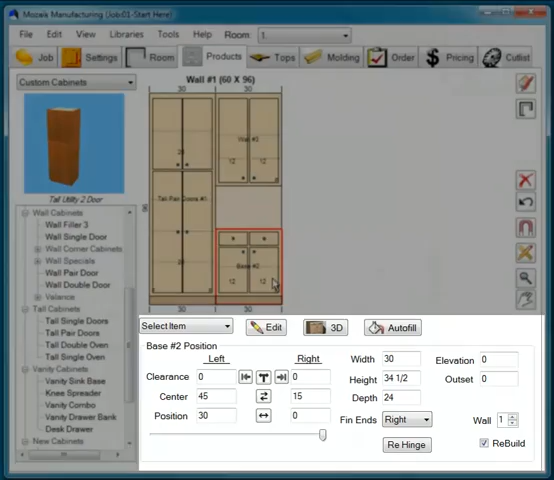 Mozaik Manufacturing (Job:01-Start Here)
File Edit View Libraries Tools Help Room 1.
Job Settings Room Products Tops Molding Order Pricing Cutlist
Custom Cabinets
Wall #1 (60 X 96)
30 30
Wall #2
12 12
Tall Pair Doors #1
Base #2
12 12
30 30
Tall Utility 2 Door
Wall Cabinets
Wall Filler 3
Wall Single Door
Wall Corner Cabinets
Wall Specials
Wall Pair Door
Wall Double Door
Valance
Tall Cabinets
Tall Single Doors
Tall Pair Doors
Tall Double Oven
Tall Single Oven
Vanity Cabinets
Vanity Sink Base
Knee Spreader
Vanity Combo
Vanity Drawer Bank
Desk Drawer
New Cabinets
Select Item Edit 3D Autofill
Base #2 Position
Left Right
Clearance 0 0
Center 45 15
Position 30 0
Width 30
Height 34 1/2
Depth 24
Fin Ends Right
Re Hinge
Elevation 0
Outset 0
Wall 1
ReBuild